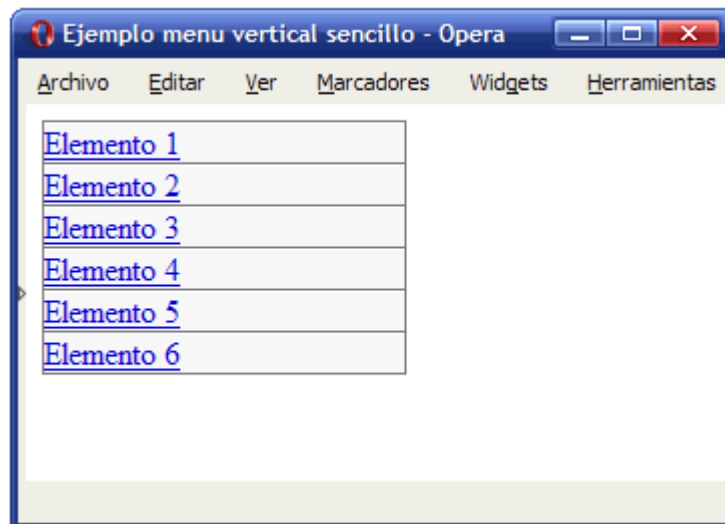 Ejemplo menu vertical sencillo - Opera
Archivo Editar Ver Marcadores Widgets Herramientas
Elemento 1
Elemento 2
Elemento 3
Elemento 4
Elemento 5
Elemento 6